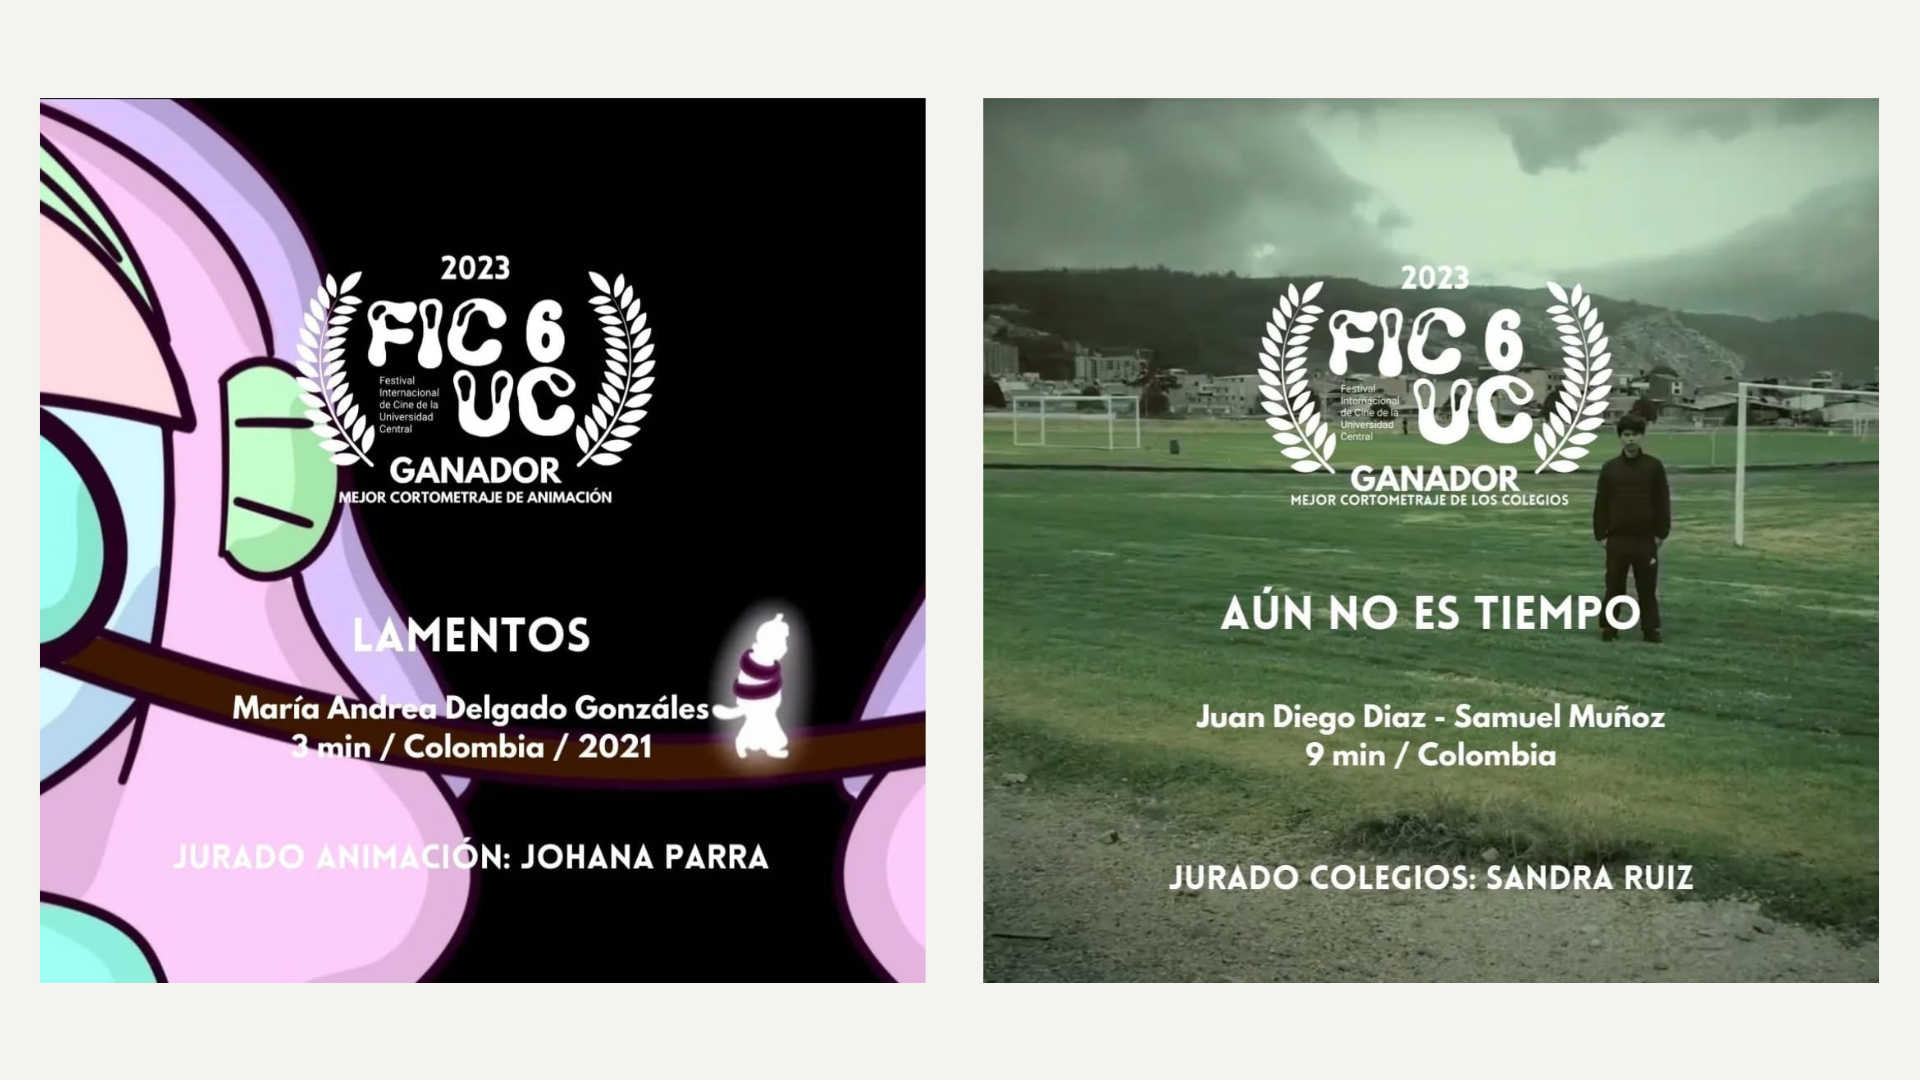 2023
FIC 6
UC
Festival
Internacional
de Cine de la
Universidad
Central
GANADOR
MEJOR CORTOMETRAJE DE ANIMACIÓN
LAMENTOS
María Andrea Delgado Gonzáles
3 min / Colombia / 2021
JURADO ANIMACIÓN: JOHANA PARRA
2023
FIC 6
UC
Festival
Internacional
de Cine de la
Universidad
Central
GANADOR
MEJOR CORTOMETRAJE DE LOS COLEGIOS
AÚN NO ES TIEMPO
Juan Diego Diaz - Samuel Muñoz
9 min / Colombia
JURADO COLEGIOS: SANDRA RUIZ